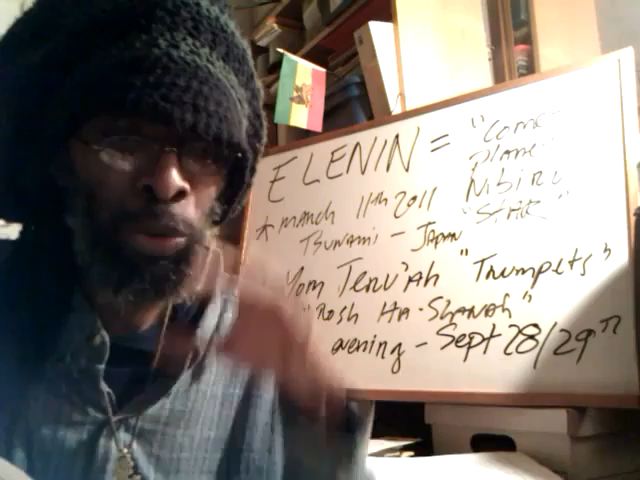 ELENIN = "Comet
Planet
Nibiru
"STAR"
* MARCH 11th 2011
TSUNAMI - JAPAN
Yom Teru'ah "Trumpets"
"Rosh Ha-Shanah"
evening - Sept 28/29th